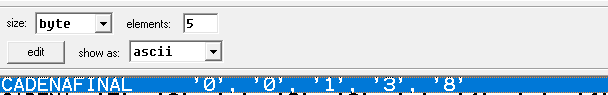 size: byte elements: 5
edit show as: ascii
CADENAFINAL '0', '0', '1', '3', '8'